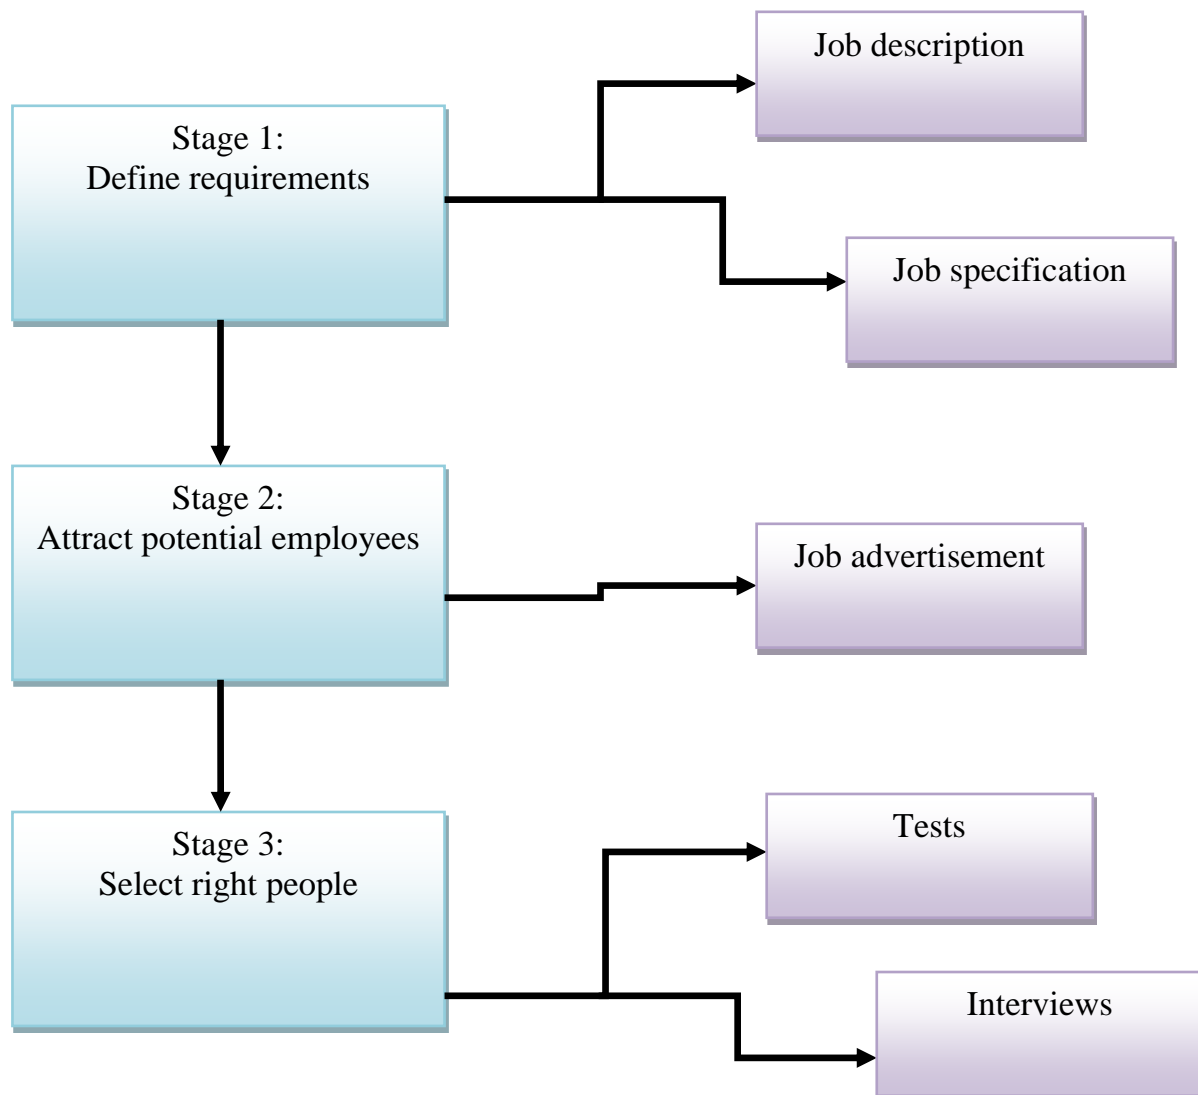 Job description
Stage 1:
Define requirements
Job specification
Stage 2:
Attract potential employees
Job advertisement
Stage 3:
Select right people
Tests
Interviews